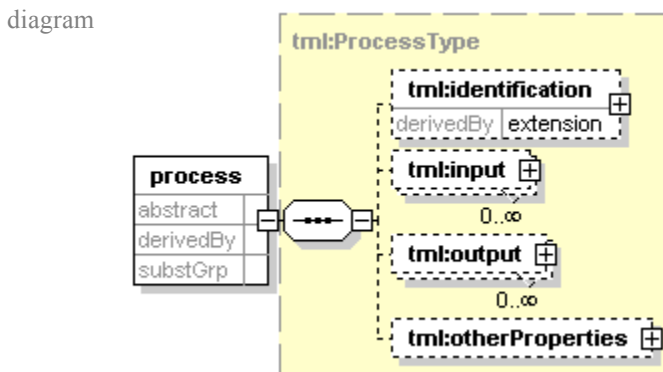 diagram
tml:ProcessType
tml:identification
derivedBy extension
process
abstract
derivedBy
substGrp
tml:input
0..∞
tml:output
0..∞
tml:otherProperties